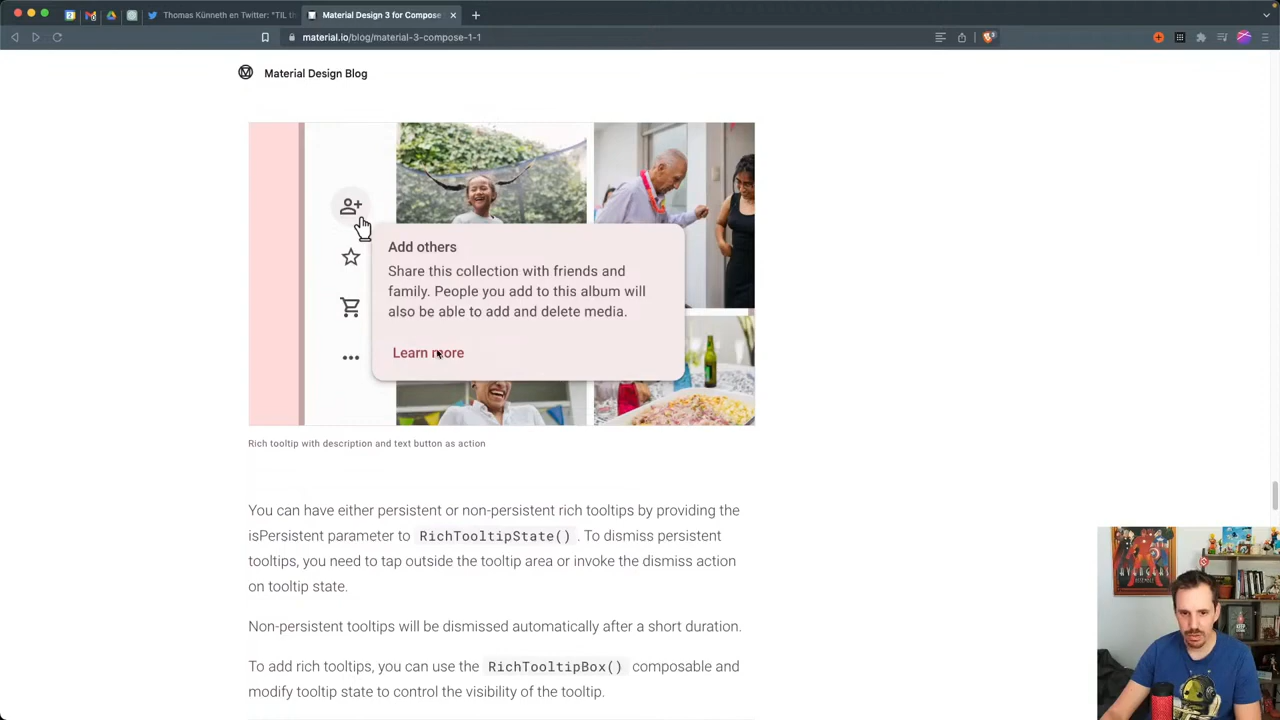 Thomas Künneth en Twitter: "TIL th
Material Design 3 for Compose
material.io/blog/material-3-compose-1-1
Material Design Blog
Add others
Share this collection with friends and
family. People you add to this album will
also be able to add and delete media.
Learn more
Rich tooltip with description and text button as action
You can have either persistent or non-persistent rich tooltips by providing the
isPersistent parameter to RichTooltipState() . To dismiss persistent
tooltips, you need to tap outside the tooltip area or invoke the dismiss action
on tooltip state.
Non-persistent tooltips will be dismissed automatically after a short duration.
To add rich tooltips, you can use the RichTooltipBox() composable and
modify tooltip state to control the visibility of the tooltip.